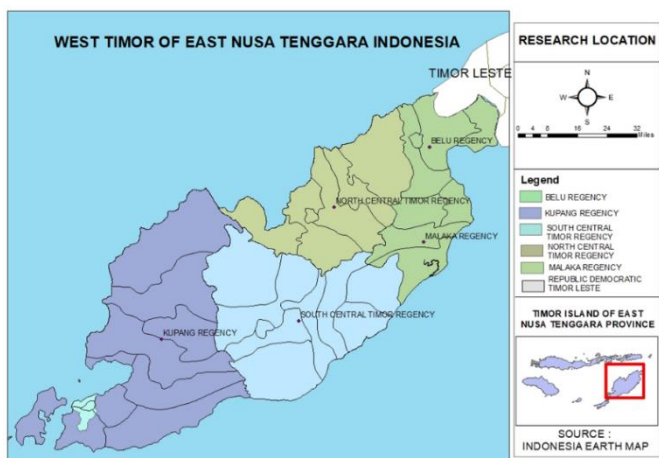 WEST TIMOR OF EAST NUSA TENGGARA INDONESIA
TIMOR LESTE
BELU REGENCY
NORTH CENTRAL TIMOR REGENCY
MALAKA REGENCY
SOUTH CENTRAL TIMOR REGENCY
KUPANG REGENCY
RESEARCH LOCATION
N
W E
S
0 4 8 16 24 32
Miles
Legend
BELU REGENCY
KUPANG REGENCY
SOUTH CENTRAL
TIMOR REGENCY
NORTH CENTRAL
TIMOR REGENCY
MALAKA REGENCY
REPUBLIC DEMOCRATIC
TIMOR LESTE
TIMOR ISLAND OF EAST
NUSA TENGGARA PROVINCE
SOURCE :
INDONESIA EARTH MAP